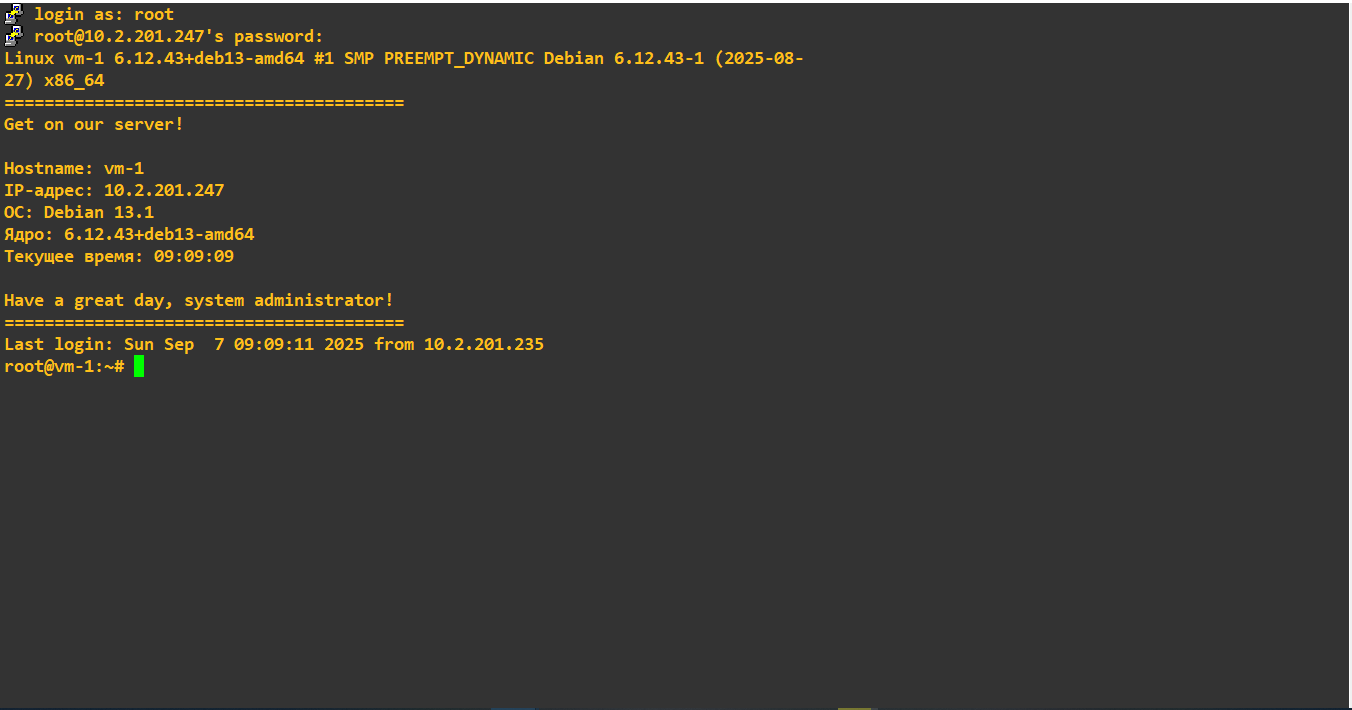 login as: root
root@10.2.201.247's password:
Linux vm-1 6.12.43+deb13-amd64 #1 SMP PREEMPT_DYNAMIC Debian 6.12.43-1 (2025-08-
27) x86_64
========================================
Get on our server!
Hostname: vm-1
IP-адрес: 10.2.201.247
ОС: Debian 13.1
Ядро: 6.12.43+deb13-amd64
Текущее время: 09:09:09
Have a great day, system administrator!
========================================
Last login: Sun Sep  7 09:09:11 2025 from 10.2.201.235
root@vm-1:~#